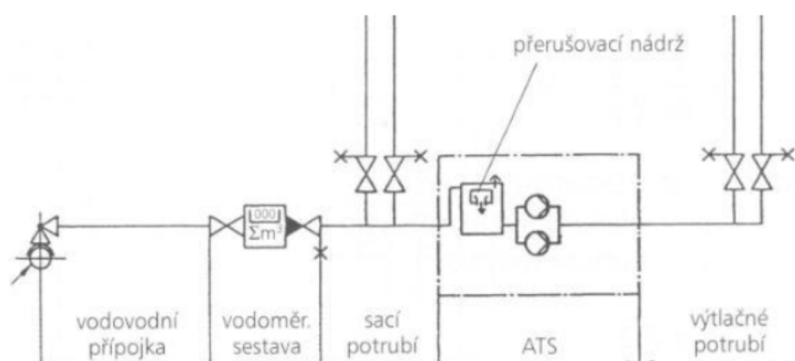 přerušovací nádrž
000
Σm³
vodovodní
přípojka
vodoměr.
sestava
sací
potrubí
ATS
výtlačné
potrubí